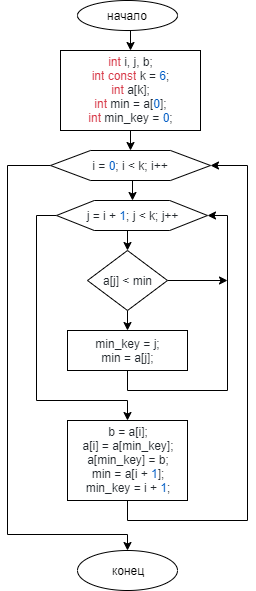 начало
int i, j, b;
int const k = 6;
int a[k];
int min = a[0];
int min_key = 0;
i = 0; i < k; i++
j = i + 1; j < k; j++
a[j] < min
min_key = j;
min = a[j];
b = a[i];
a[i] = a[min_key];
a[min_key] = b;
min = a[i + 1];
min_key = i + 1;
конец